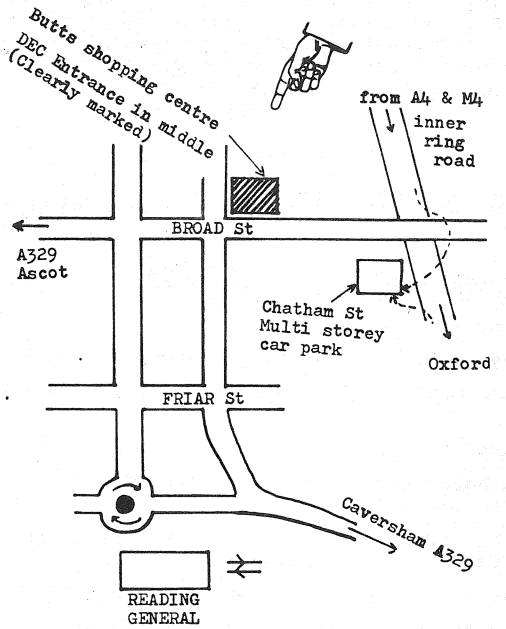 Butts shopping centre
DEC Entrance in middle
(Clearly marked)
from A4 & M4
inner
ring
road
BROAD St
A329
Ascot
Chatham St
Multi storey
car park
Oxford
FRIAR St
Caversham A329
READING
GENERAL